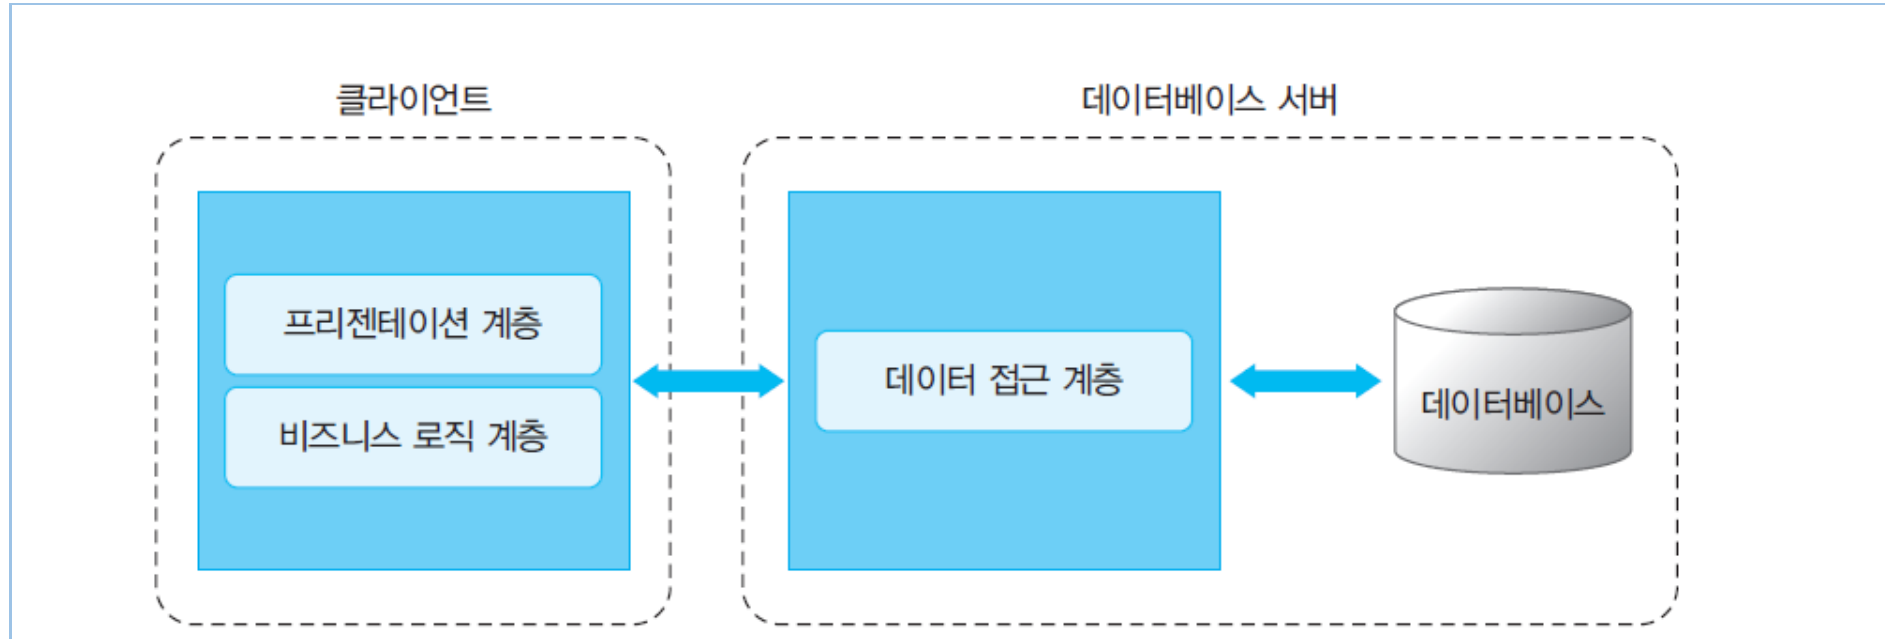 클라이언트
데이터베이스 서버
프리젠테이션 계층
비즈니스 로직 계층
데이터 접근 계층
데이터베이스